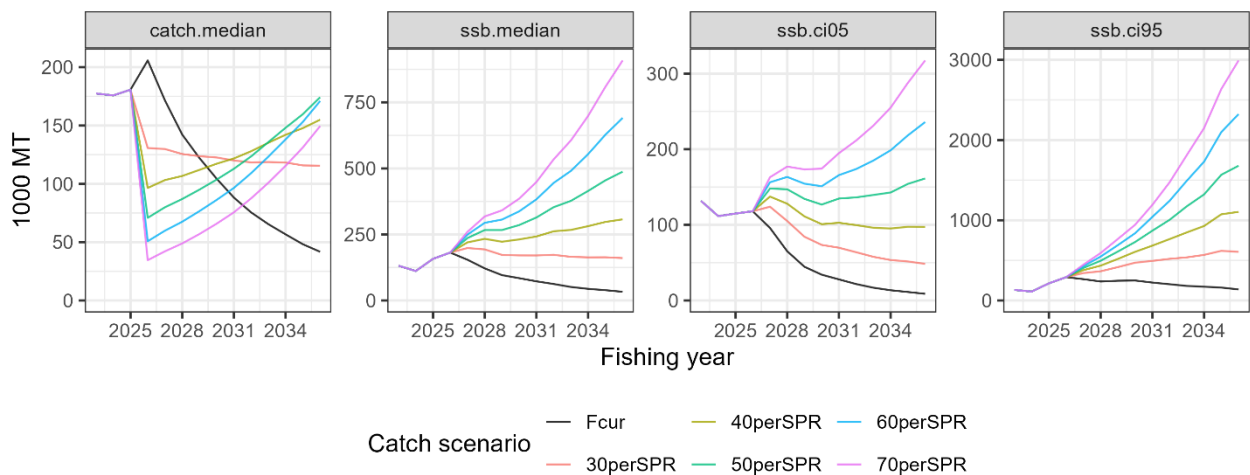 catch.median ssb.median ssb.ci05 ssb.ci95
1000 MT
200
150
100
50
0
750
500
250
0
300
200
100
0
3000
2000
1000
0
2025 2028 2031 2034 2025 2028 2031 2034 2025 2028 2031 2034 2025 2028 2031 2034
Fishing year
Catch scenario
Fcur 40perSPR 60perSPR
30perSPR 50perSPR 70perSPR